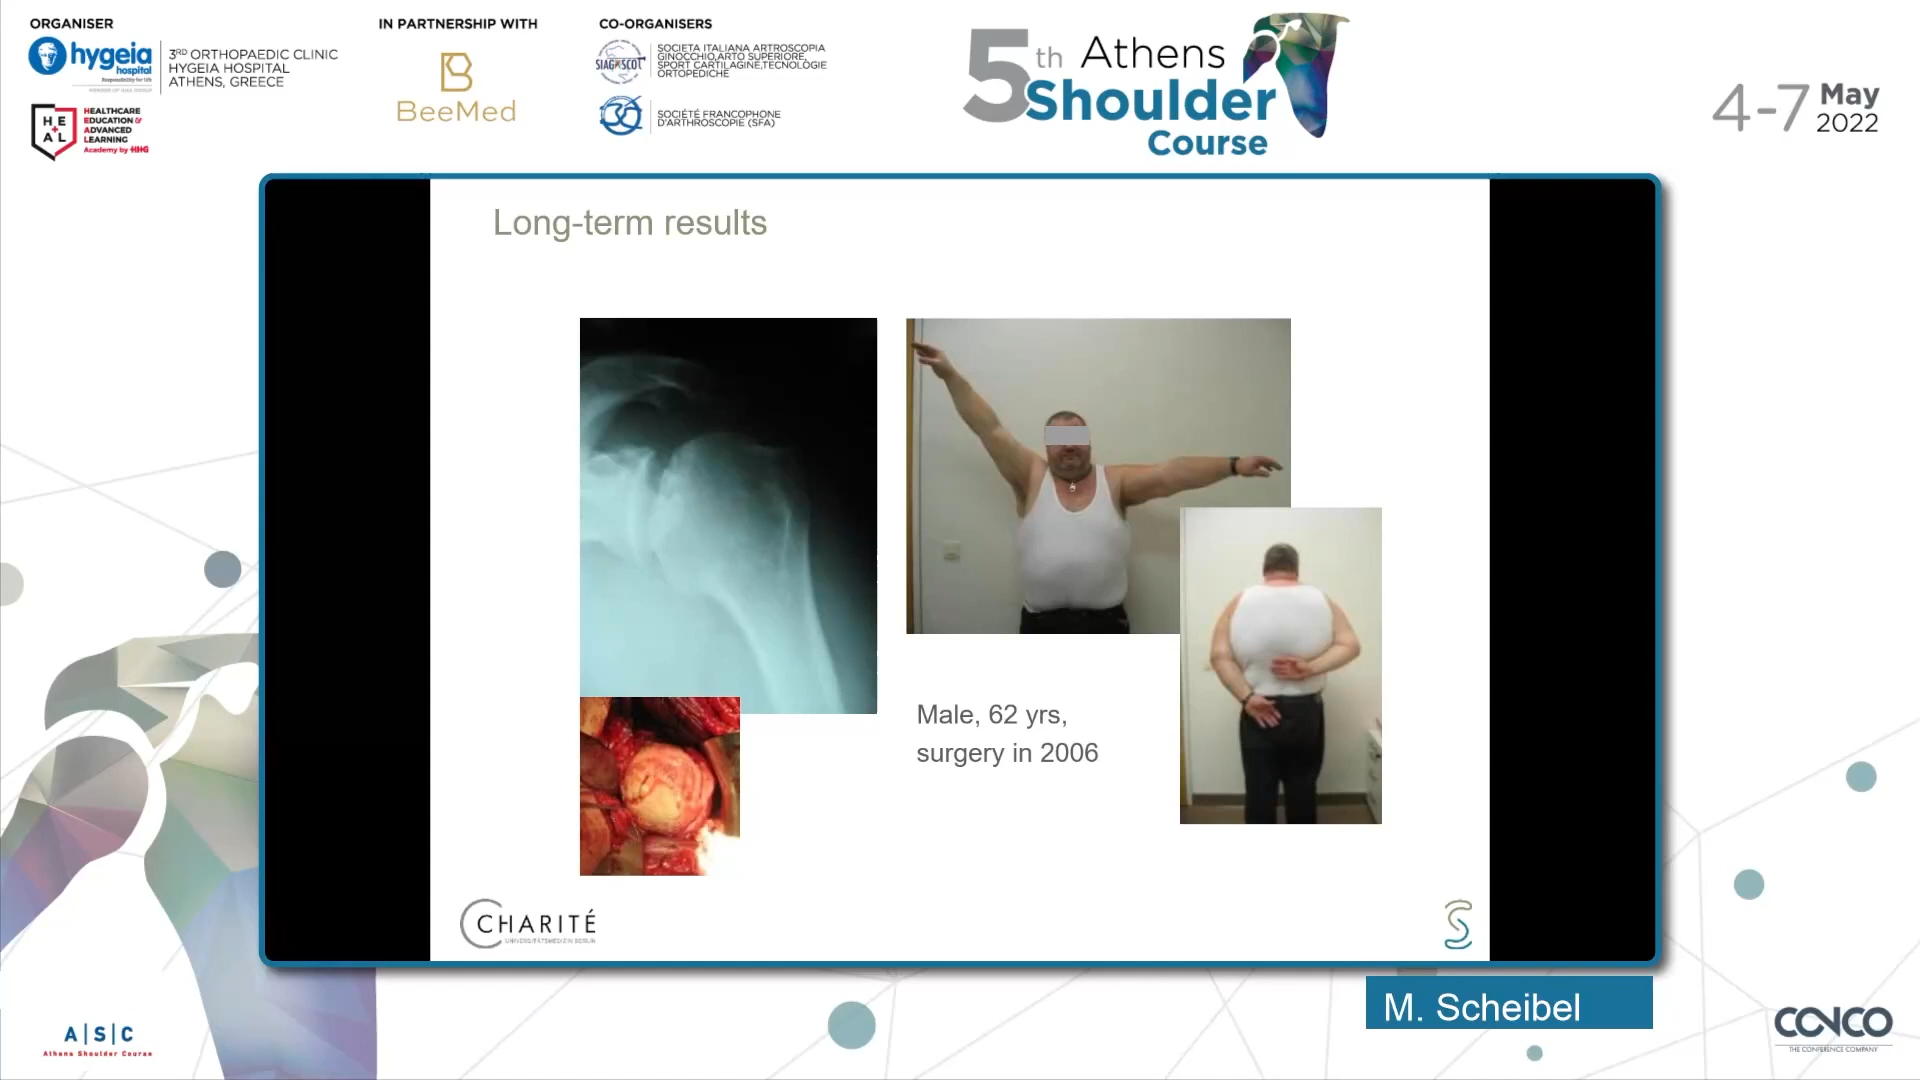 ORGANISER
hygeia
hospital
3RD ORTHOPAEDIC CLINIC
HYGEIA HOSPITAL
ATHENS, GREECE
HEAL
HEALTHCARE
EDUCATION &
ADVANCED
LEARNING
Academy by HHG
IN PARTNERSHIP WITH
B
BeeMed
CO-ORGANISERS
SIAGASCOT
SOCIETA ITALIANA ARTROSCOPIA
GINOCCHIO,ARTO SUPERIORE,
SPORT CARTILAGINE,TECNOLOGIE
ORTOPEDICHE
SOCIÉTÉ FRANCOPHONE
D'ARTHROSCOPIE (SFA)
5th Athens
Shoulder
Course
4-7 May
2022
Long-term results
Male, 62 yrs,
surgery in 2006
CHARITÉ
UNIVERSITÄTSMEDIZIN BERLIN
S
M. Scheibel
A|S|C
Athens Shoulder Course
CONCO
THE CONFERENCE COMPANY